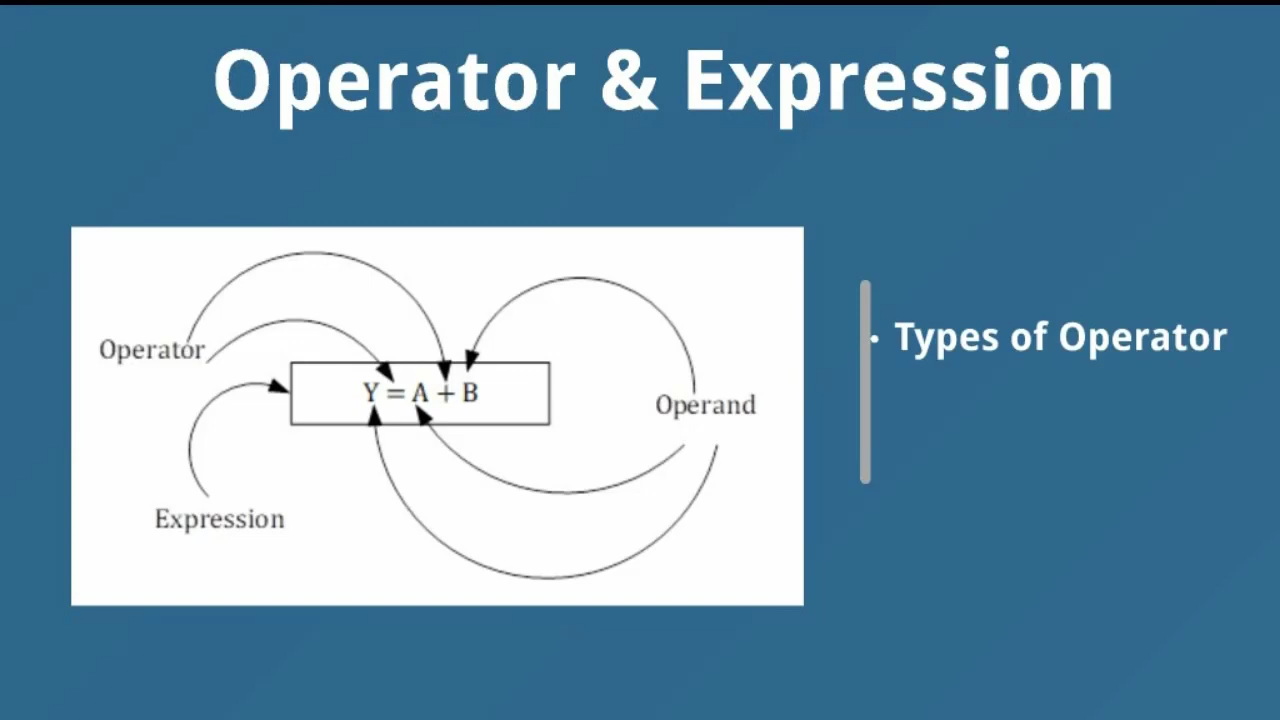 Operator & Expression
Operator
Y = A + B
Operand
Expression
• Types of Operator